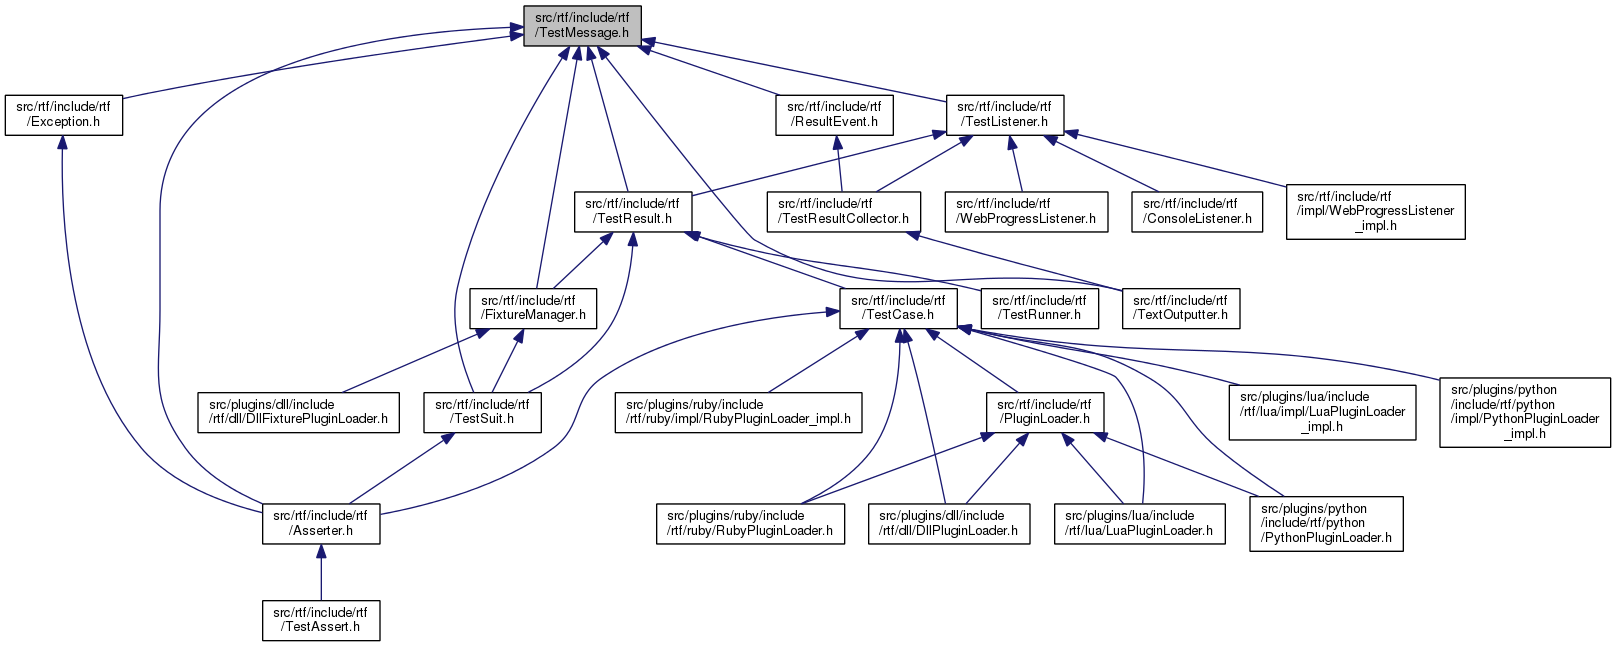 src/rtf/include/rtf
/TestMessage.h
src/rtf/include/rtf
/Exception.h
src/rtf/include/rtf
/ResultEvent.h
src/rtf/include/rtf
/TestListener.h
src/rtf/include/rtf
/TestResult.h
src/rtf/include/rtf
/TestResultCollector.h
src/rtf/include/rtf
/WebProgressListener.h
src/rtf/include/rtf
/ConsoleListener.h
src/rtf/include/rtf
/impl/WebProgressListener
_impl.h
src/rtf/include/rtf
/FixtureManager.h
src/rtf/include/rtf
/TestCase.h
src/rtf/include/rtf
/TestRunner.h
src/rtf/include/rtf
/TextOutputter.h
src/plugins/dll/include
/rtf/dll/DllFixturePluginLoader.h
src/rtf/include/rtf
/TestSuit.h
src/plugins/ruby/include
/rtf/ruby/impl/RubyPluginLoader_impl.h
src/rtf/include/rtf
/PluginLoader.h
src/plugins/lua/include
/rtf/lua/impl/LuaPluginLoader
_impl.h
src/plugins/python
/include/rtf/python
/impl/PythonPluginLoader
_impl.h
src/rtf/include/rtf
/Asserter.h
src/plugins/ruby/include
/rtf/ruby/RubyPluginLoader.h
src/plugins/dll/include
/rtf/dll/DllPluginLoader.h
src/plugins/lua/include
/rtf/lua/LuaPluginLoader.h
src/plugins/python
/include/rtf/python
/PythonPluginLoader.h
src/rtf/include/rtf
/TestAssert.h